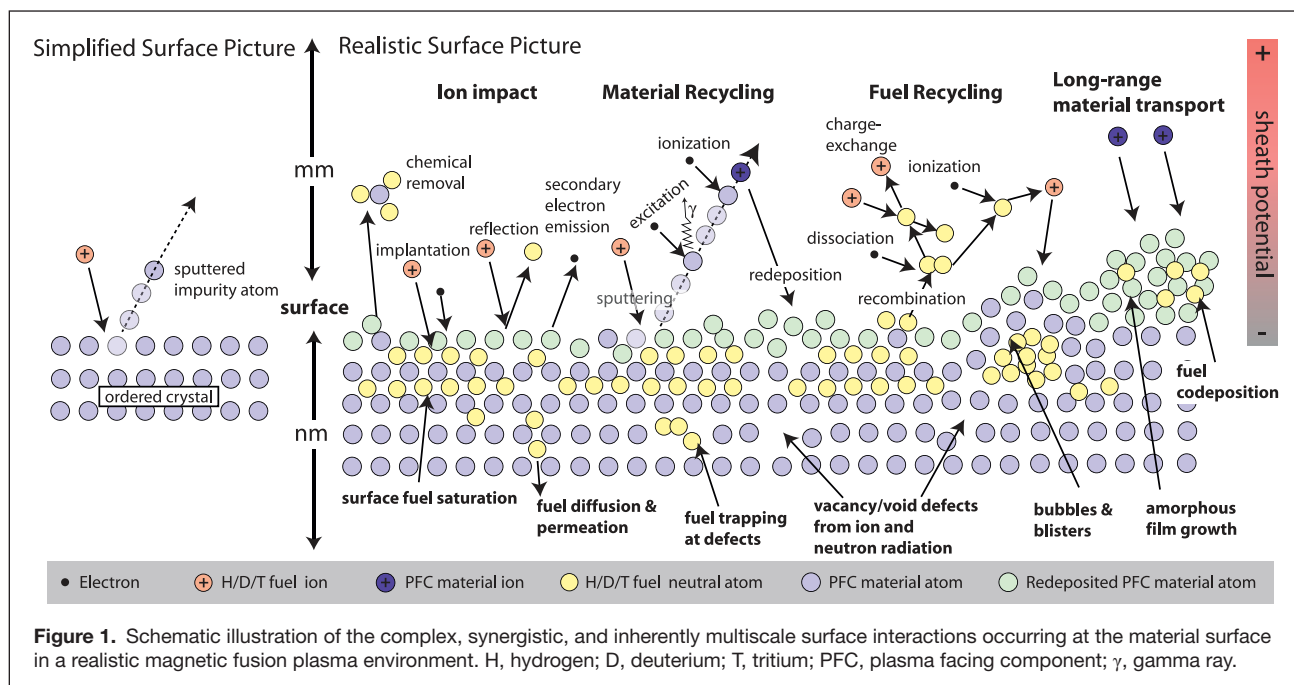 Simplified Surface Picture
Realistic Surface Picture
Ion impact
Material Recycling
Fuel Recycling
Long-range
material transport
+
sheath potential
-
mm
surface
nm
+
sputtered
impurity atom
ordered crystal
chemical
removal
implantation
+
reflection
+
secondary
electron
emission
ionization
+
excitation
γ
+
sputtering
redeposition
charge-
exchange
+
+
ionization
+
dissociation
recombination
+
+
fuel
codeposition
surface fuel saturation
fuel diffusion &
permeation
fuel trapping
at defects
vacancy/void defects
from ion and
neutron radiation
bubbles &
blisters
amorphous
film growth
Electron
+ H/D/T fuel ion
+ PFC material ion
H/D/T fuel neutral atom
PFC material atom
Redeposited PFC material atom
Figure 1. Schematic illustration of the complex, synergistic, and inherently multiscale surface interactions occurring at the material surface
in a realistic magnetic fusion plasma environment. H, hydrogen; D, deuterium; T, tritium; PFC, plasma facing component; γ, gamma ray.